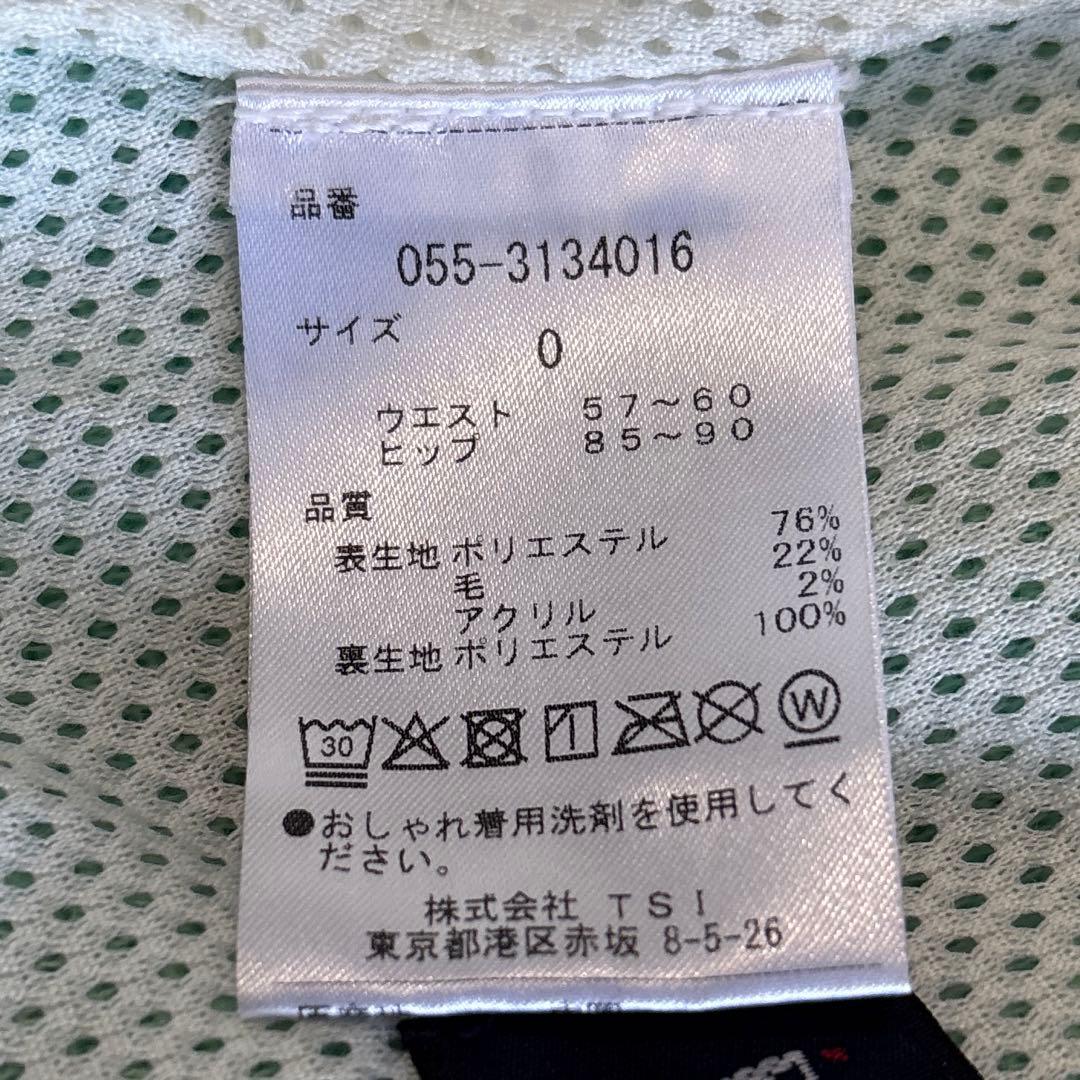 品番
055-3134016
サイズ
0
ウエスト 57～60
ヒップ 85～90
品質
表生地 ポリエステル 76%
毛 22%
アクリル 2%
裏生地 ポリエステル 100%
30
W
●おしゃれ着用洗剤を使用してく
ださい。
株式会社 TSI
東京都港区赤坂 8-5-26